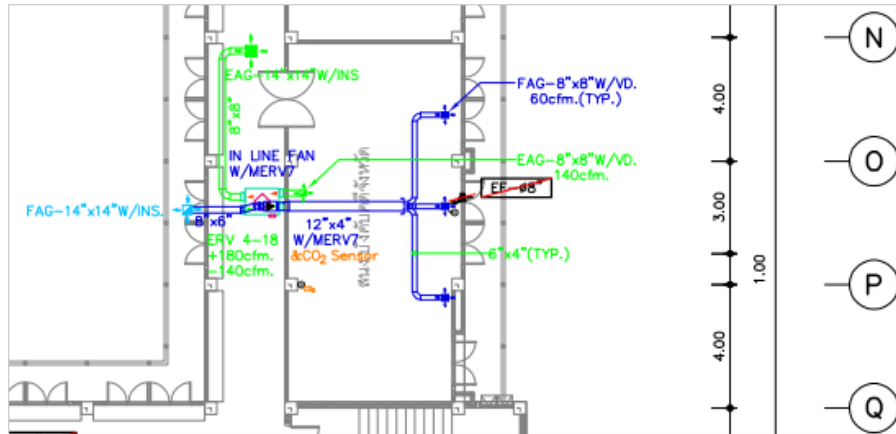 N
EAG-14"x14"W/INS
FAG-8"x8"W/VD.
60cfm.(TYP.)
4.00
8"x8"
IN LINE FAN
W/MERV7
EAG-8"x8"W/VD.
140cfm.
O
EF-ø8"
FAG-14"x14"W/INS.
8"x6"
12"x4"
W/MERV7
&CO₂ Sensor
3.00
ERV 4-18
+180cfm.
-140cfm.
6"x4"(TYP.)
1.00
P
4.00
Q